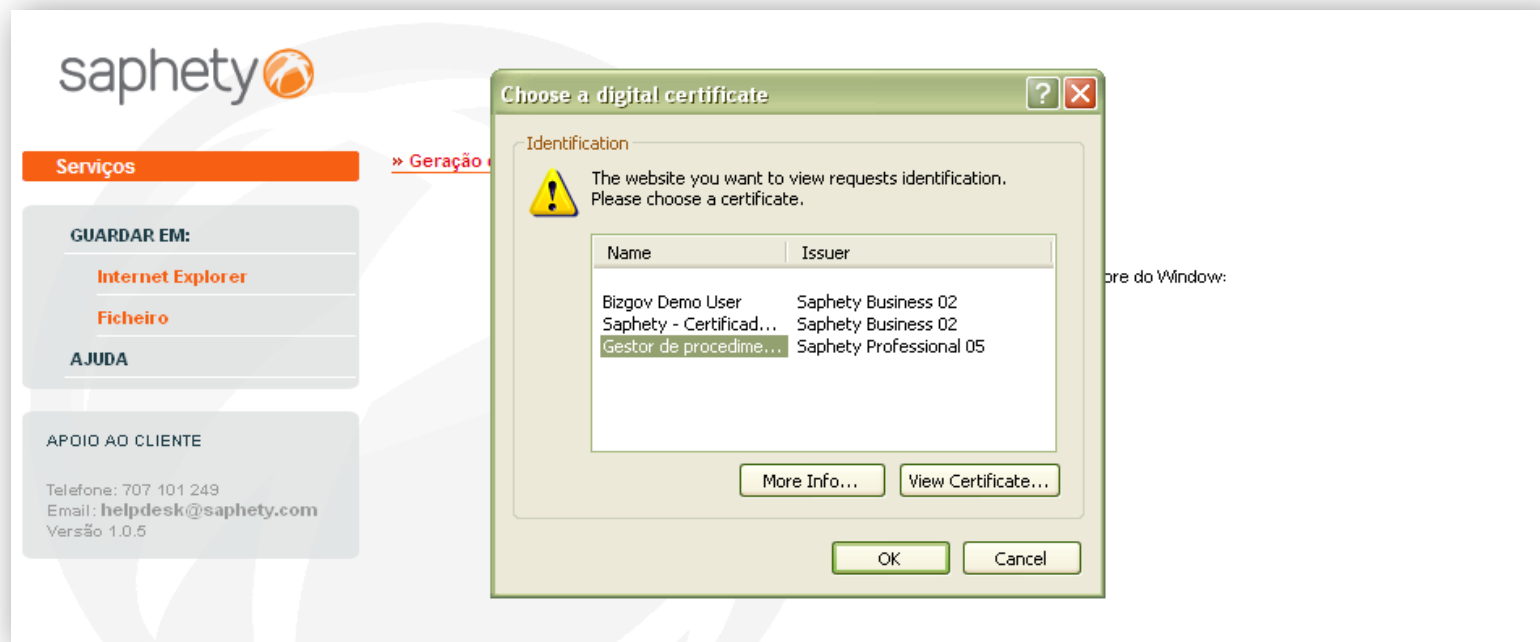 saphety
Serviços
GUARDAR EM:
Internet Explorer
Ficheiro
AJUDA
APOIO AO CLIENTE
Telefone: 707 101 249
Email: helpdesk@saphety.com
Versão 1.0.5
» Geração
ore do Window:
Choose a digital certificate
Identification
The website you want to view requests identification.
Please choose a certificate.
Name Issuer
Bizgov Demo User Saphety Business 02
Saphety - Certificad... Saphety Business 02
Gestor de procedime... Saphety Professional 05
More Info... View Certificate...
OK Cancel